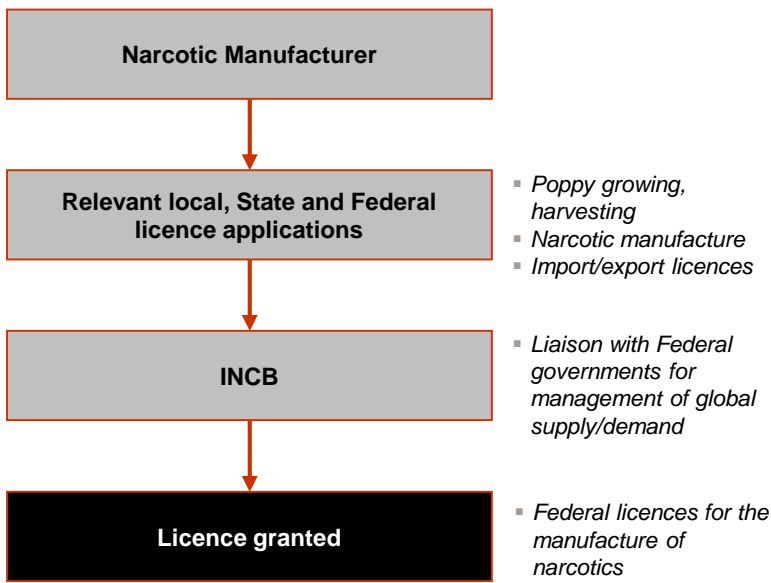 Narcotic Manufacturer
Relevant local, State and Federal
licence applications
▪ Poppy growing,
harvesting
▪ Narcotic manufacture
▪ Import/export licences
INCB
▪ Liaison with Federal
governments for
management of global
supply/demand
Licence granted
▪ Federal licences for the
manufacture of
narcotics